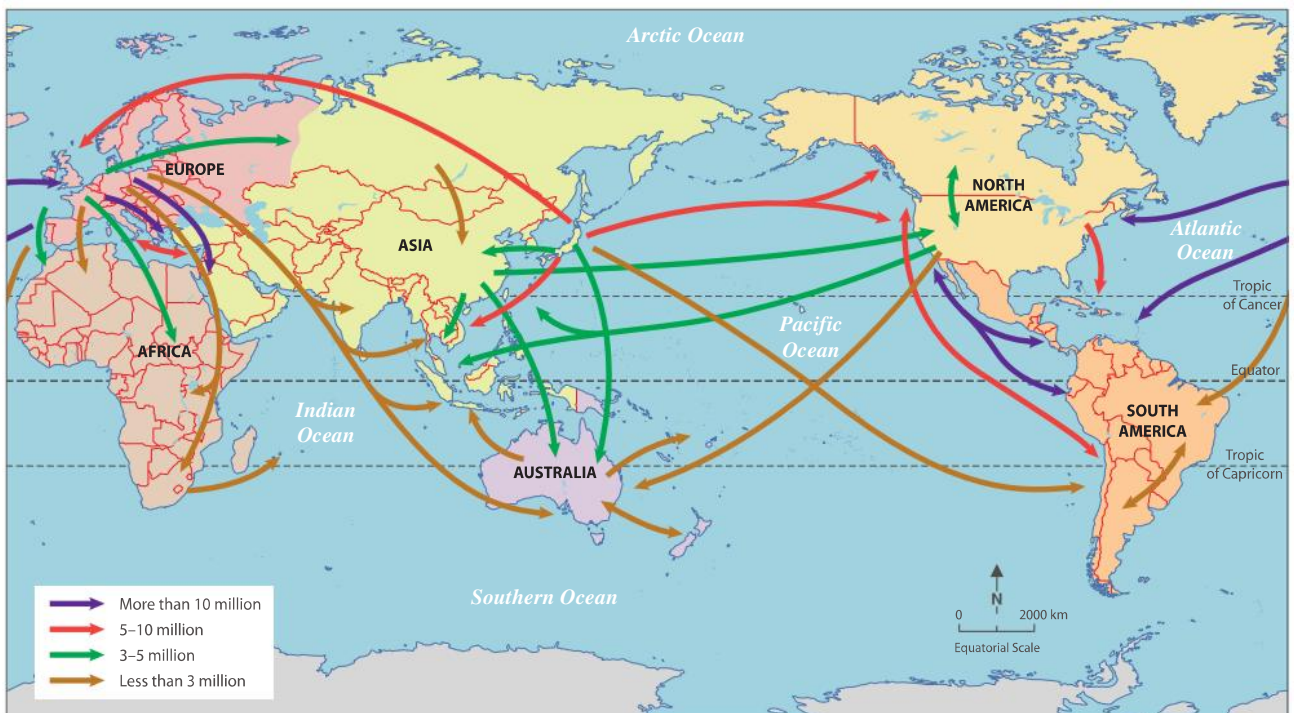 Arctic Ocean
EUROPE
NORTH
AMERICA
ASIA
Atlantic
Ocean
Tropic
of Cancer
Pacific
Ocean
AFRICA
Equator
Indian
Ocean
SOUTH
AMERICA
Tropic
of Capricorn
AUSTRALIA
Southern Ocean
N
0 2000 km
Equatorial Scale
More than 10 million
5–10 million
3–5 million
Less than 3 million